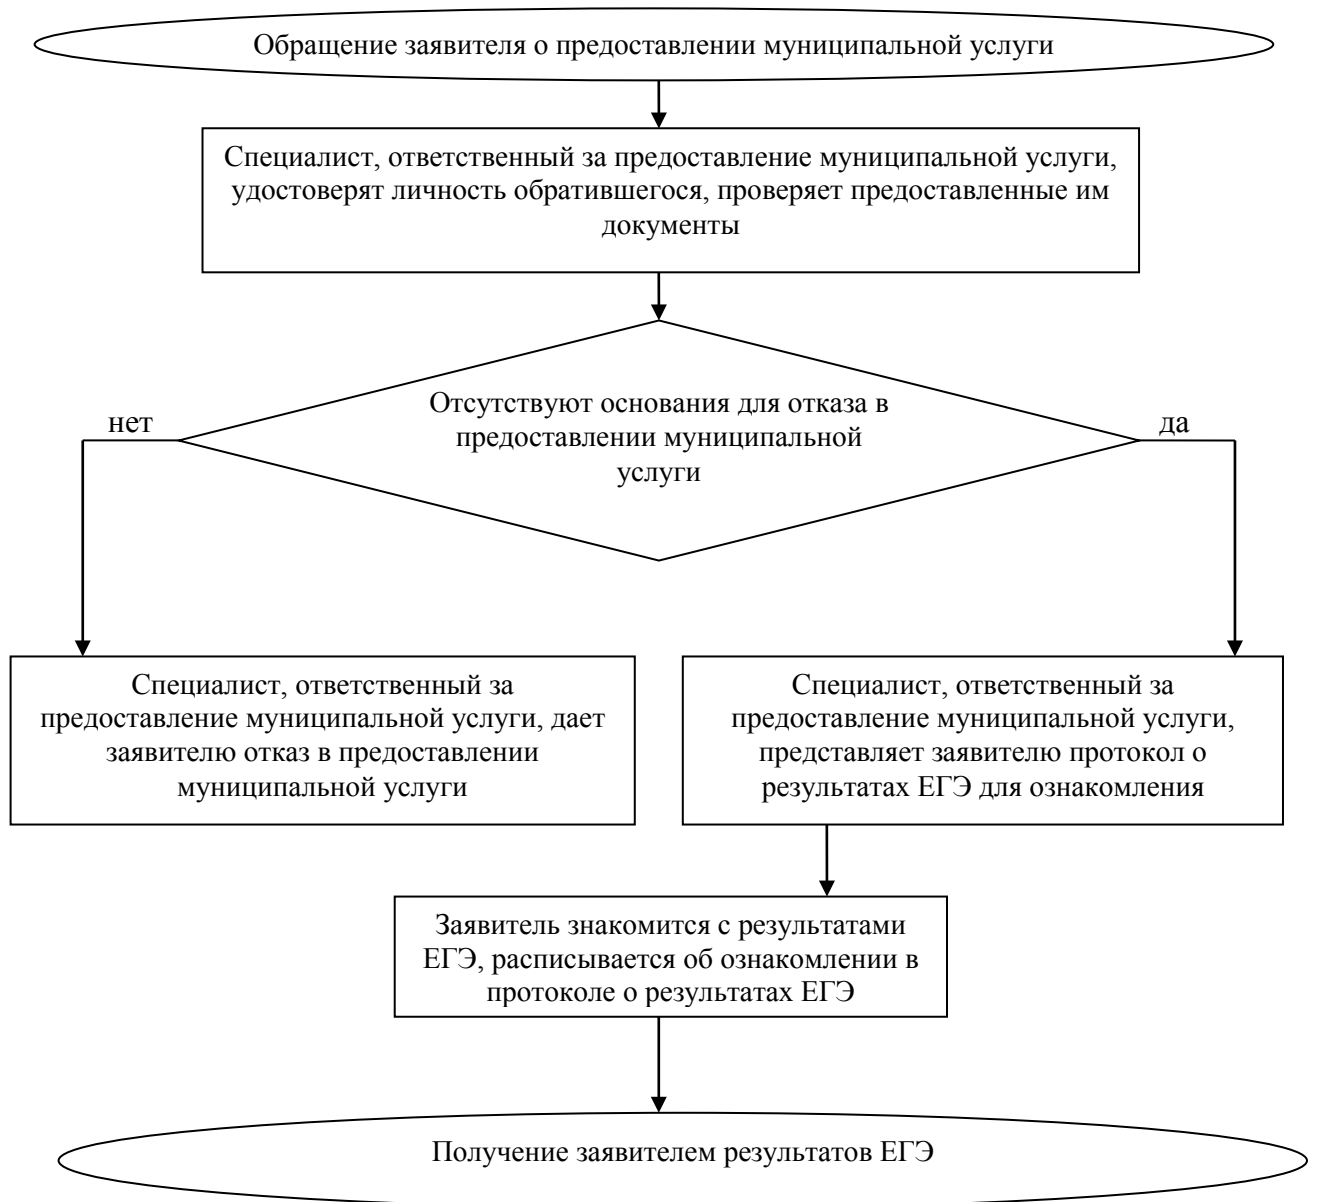 Обращение заявителя о предоставлении муниципальной услуги
Специалист, ответственный за предоставление муниципальной услуги,
удостоверят личность обратившегося, проверяет предоставленные им
документы
Отсутствуют основания для отказа в
предоставлении муниципальной
услуги
нет
да
Специалист, ответственный за
предоставление муниципальной услуги, дает
заявителю отказ в предоставлении
муниципальной услуги
Специалист, ответственный за
предоставление муниципальной услуги,
представляет заявителю протокол о
результатах ЕГЭ для ознакомления
Заявитель знакомится с результатами
ЕГЭ, расписывается об ознакомлении в
протоколе о результатах ЕГЭ
Получение заявителем результатов ЕГЭ